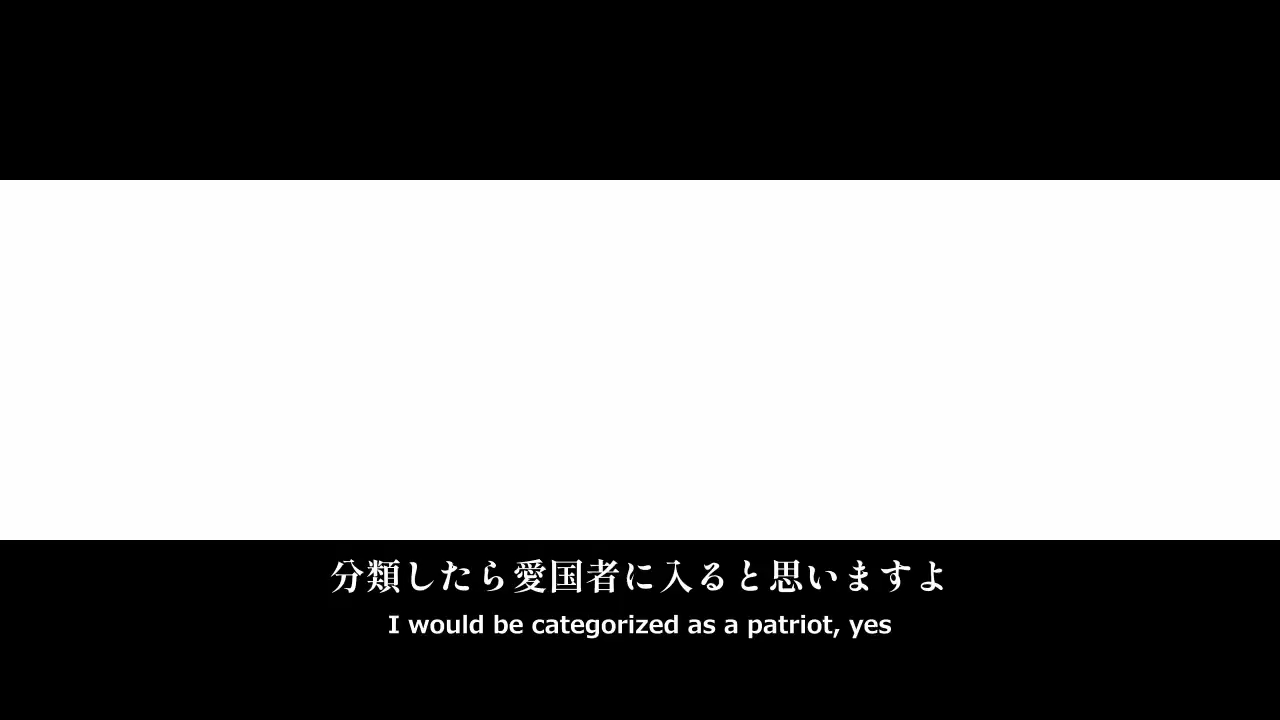 分類したら愛国者に入ると思いますよ
I would be categorized as a patriot, yes